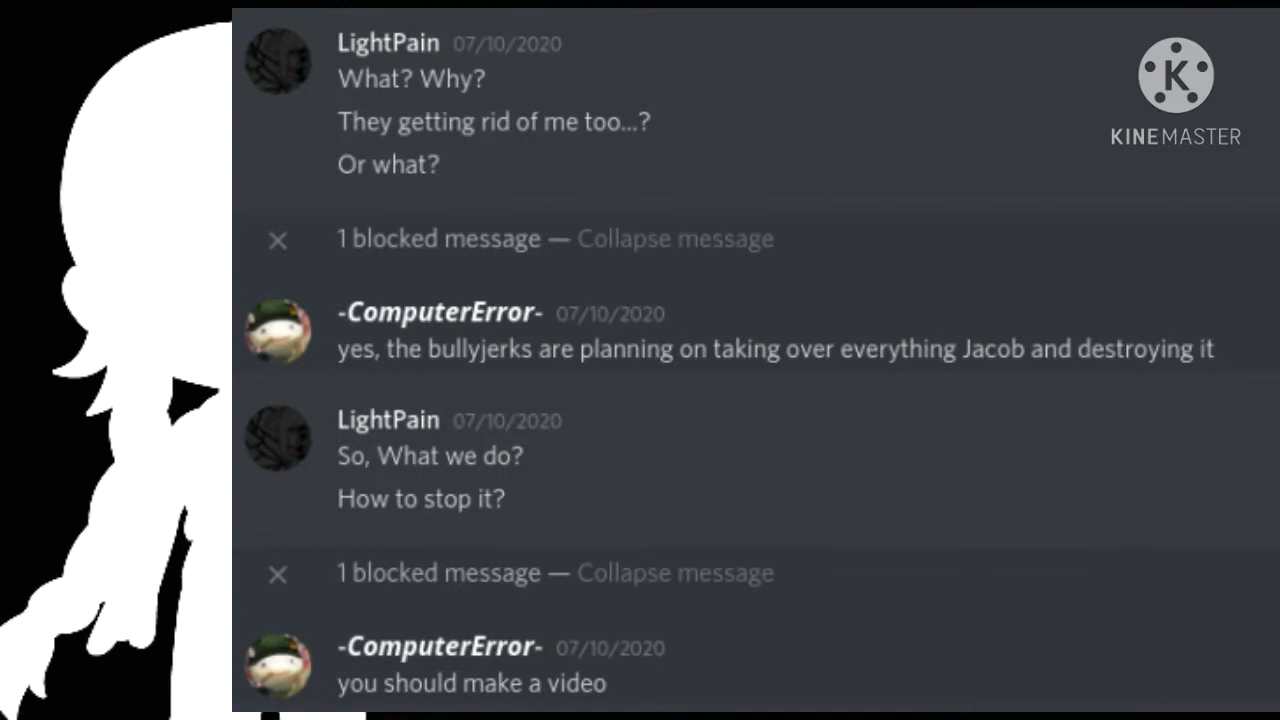 LightPain 07/10/2020
What? Why?
They getting rid of me too...?
Or what?
K
KINEMASTER
1 blocked message — Collapse message
-ComputerError- 07/10/2020
yes, the bullyjerks are planning on taking over everything Jacob and destroying it
LightPain 07/10/2020
So, What we do?
How to stop it?
1 blocked message — Collapse message
-ComputerError- 07/10/2020
you should make a video